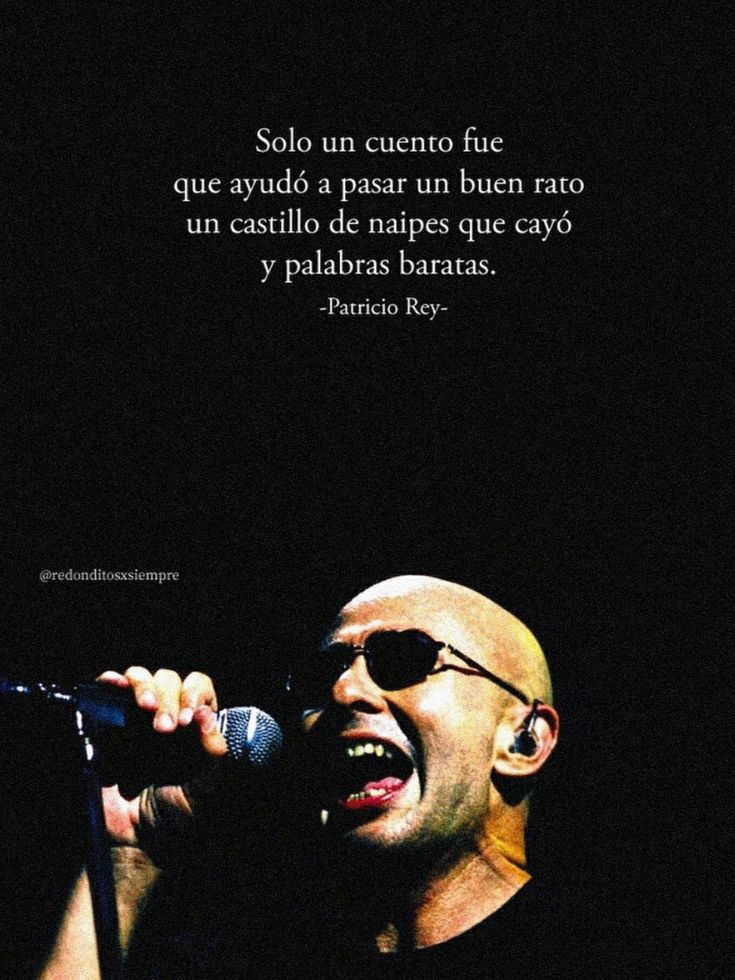 Solo un cuento fue
que ayudó a pasar un buen rato
un castillo de naipes que cayó
y palabras baratas.
-Patricio Rey-
@redonditosxsiempre